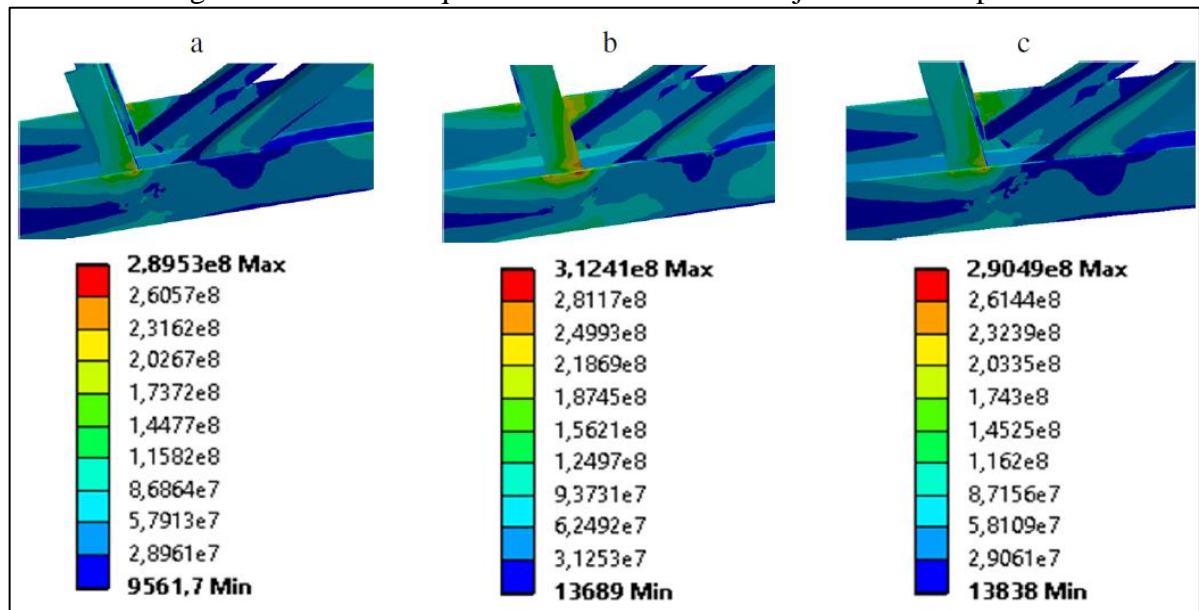 a b c
2,8953e8 Max
2,6057e8
2,3162e8
2,0267e8
1,7372e8
1,4477e8
1,1582e8
8,6864e7
5,7913e7
2,8961e7
9561,7 Min
3,1241e8 Max
2,8117e8
2,4993e8
2,1869e8
1,8745e8
1,5621e8
1,2497e8
9,3731e7
6,2492e7
3,1253e7
13689 Min
2,9049e8 Max
2,6144e8
2,3239e8
2,0335e8
1,743e8
1,4525e8
1,162e8
8,7156e7
5,8109e7
2,9061e7
13838 Min